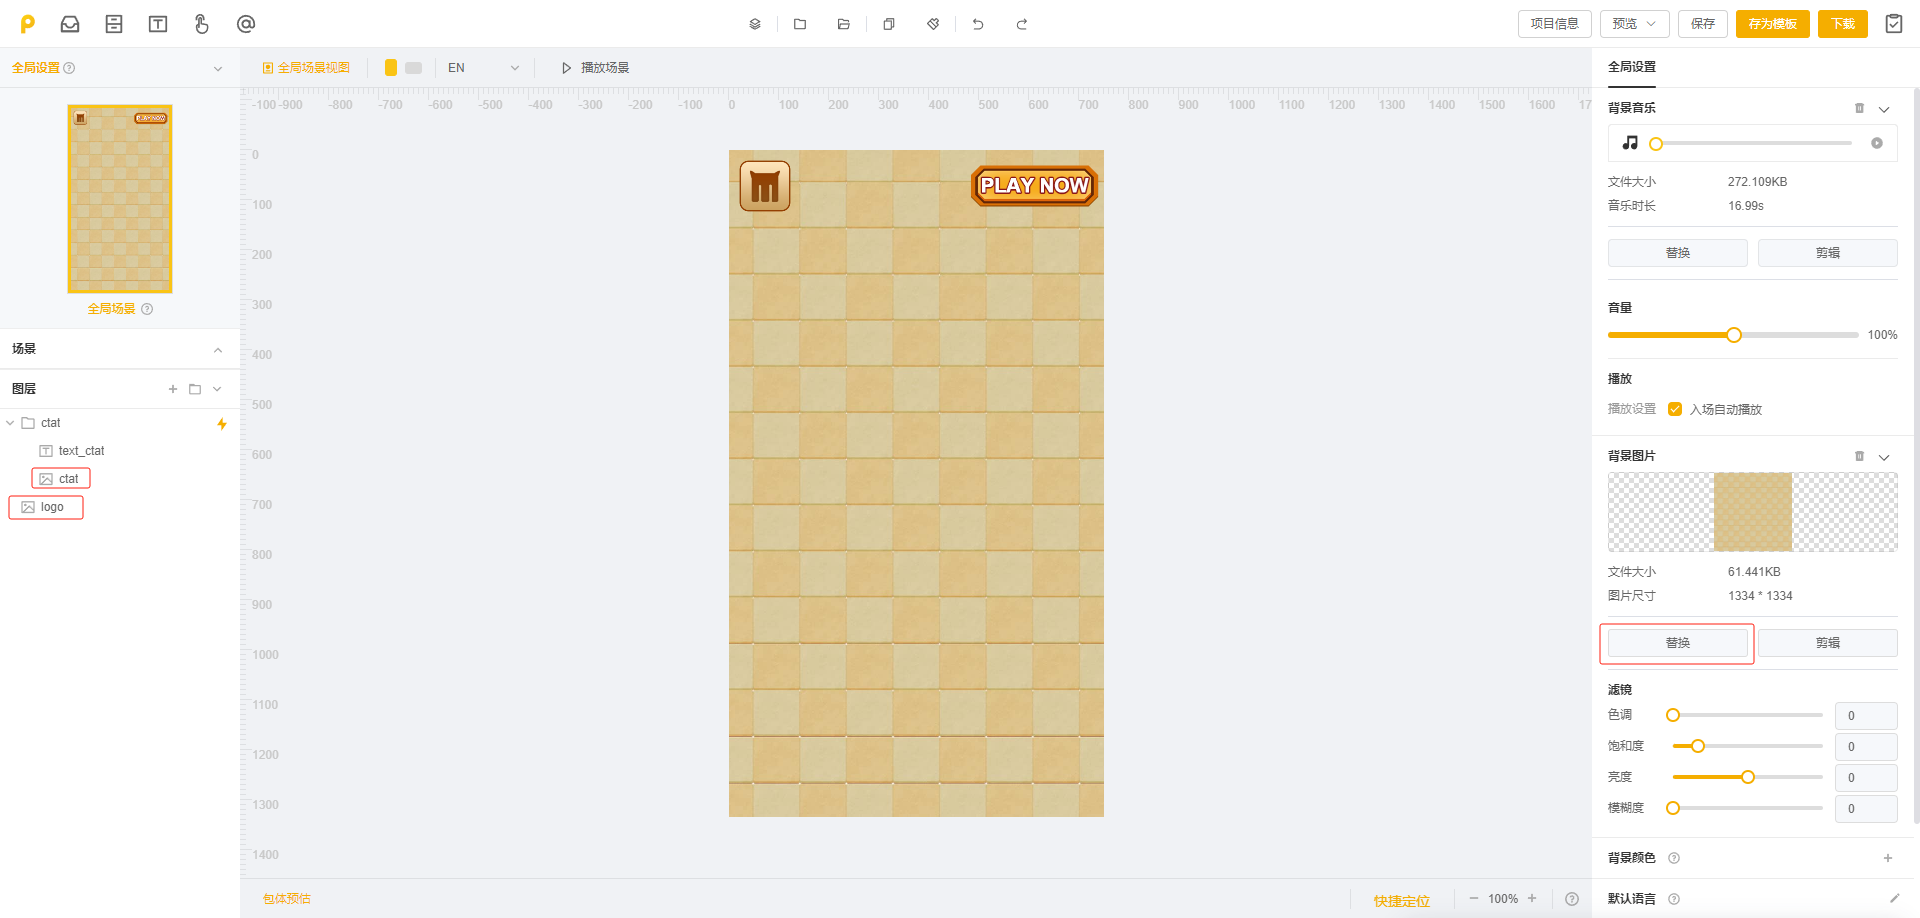 项目信息
预览
保存
存为模板
下载
全局设置
全局场景视图
EN
播放场景
全局设置
-100 -900 -800 -700 -600 -500 -400 -300 -200 -100 0 100 200 300 400 500 600 700 800 900 1000 1100 1200 1300 1400 1500 1600 17
PLAY NOW
全局场景
场景
图层
ctat
text_ctat
ctat
logo
0
100
200
300
400
500
600
700
800
900
1000
1100
1200
1300
1400
PLAY NOW
包体预估
快捷定位
100%
背景音乐
文件大小 272.109KB
音乐时长 16.99s
替换 剪辑
音量
100%
播放
播放设置 入场自动播放
背景图片
文件大小 61.441KB
图片尺寸 1334 * 1334
替换 剪辑
滤镜
色调 0
饱和度 0
亮度 0
模糊度 0
背景颜色
默认语言